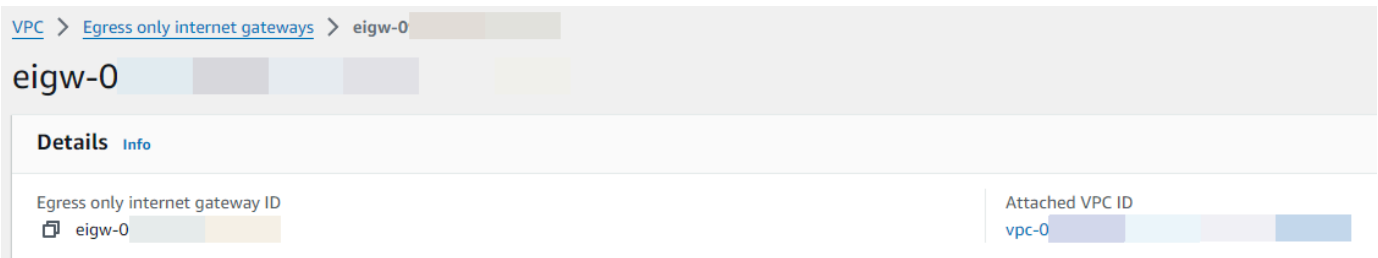 VPC > Egress only internet gateways > eigw-0
eigw-0
Details Info
Egress only internet gateway ID
eigw-0
Attached VPC ID
vpc-0